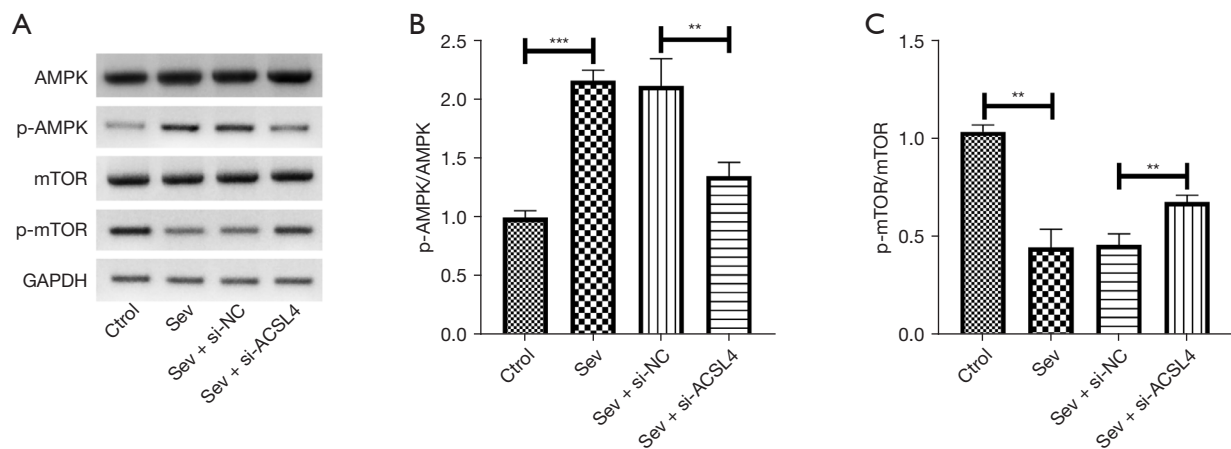 A
AMPK
p-AMPK
mTOR
p-mTOR
GAPDH
Ctrol
Sev
Sev + si-NC
Sev + si-ACSL4
B
p-AMPK/AMPK
2.5
2.0
1.5
1.0
0.5
0.0
***
**
Ctrol
Sev
Sev + si-NC
Sev + si-ACSL4
C
p-mTOR/mTOR
1.5
1.0
0.5
0.0
**
**
Ctrol
Sev
Sev + si-NC
Sev + si-ACSL4